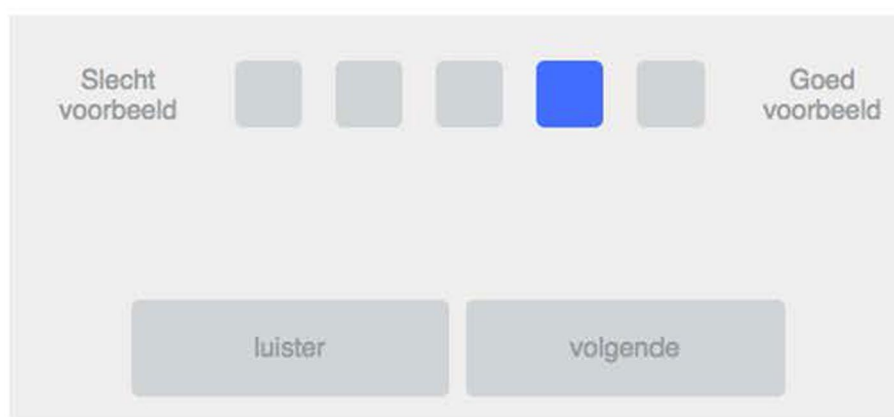 Slecht
voorbeeld
Goed
voorbeeld
luister
volgende